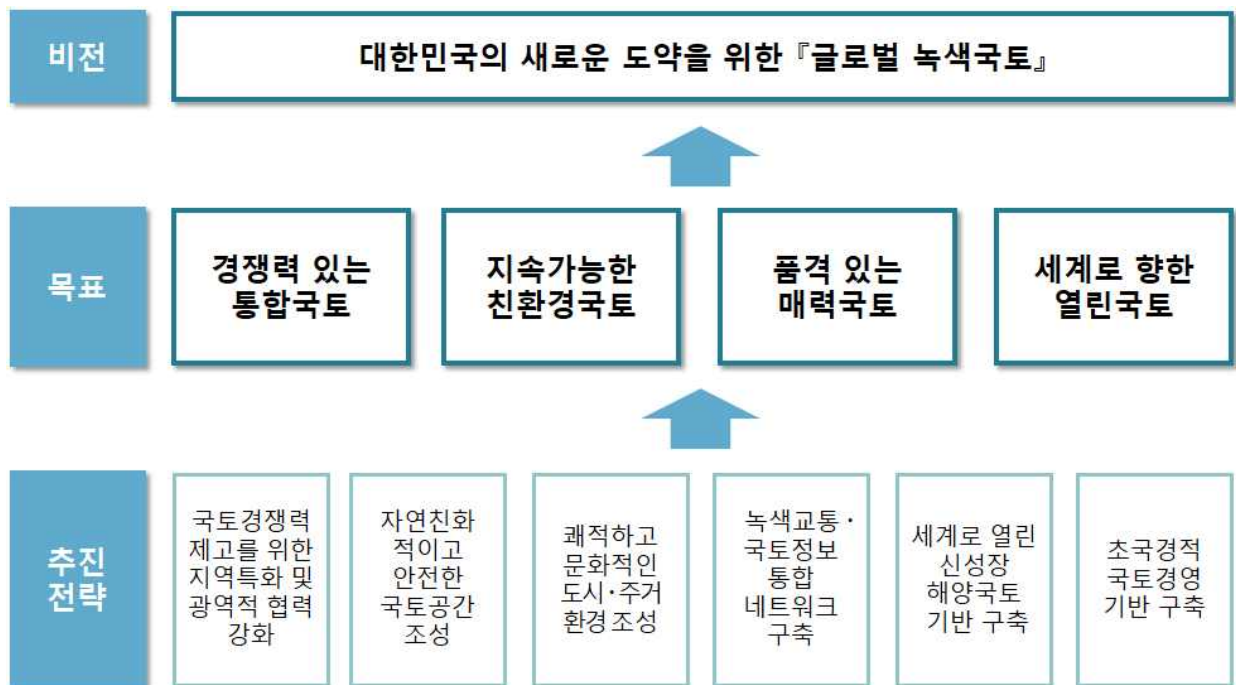 비전
대한민국의 새로운 도약을 위한 『글로벌 녹색국토』
목표
경쟁력 있는
통합국토
지속가능한
친환경국토
품격 있는
매력국토
세계로 향한
열린국토
추진
전략
국토경쟁력
제고를 위한
지역특화 및
광역적 협력
강화
자연친화
적이고
안전한
국토공간
조성
쾌적하고
문화적인
도시·주거
환경 조성
녹색교통·
국토정보
통합
네트워크
구축
세계로 열린
신성장
해양국토
기반 구축
초국경적
국토경영
기반 구축